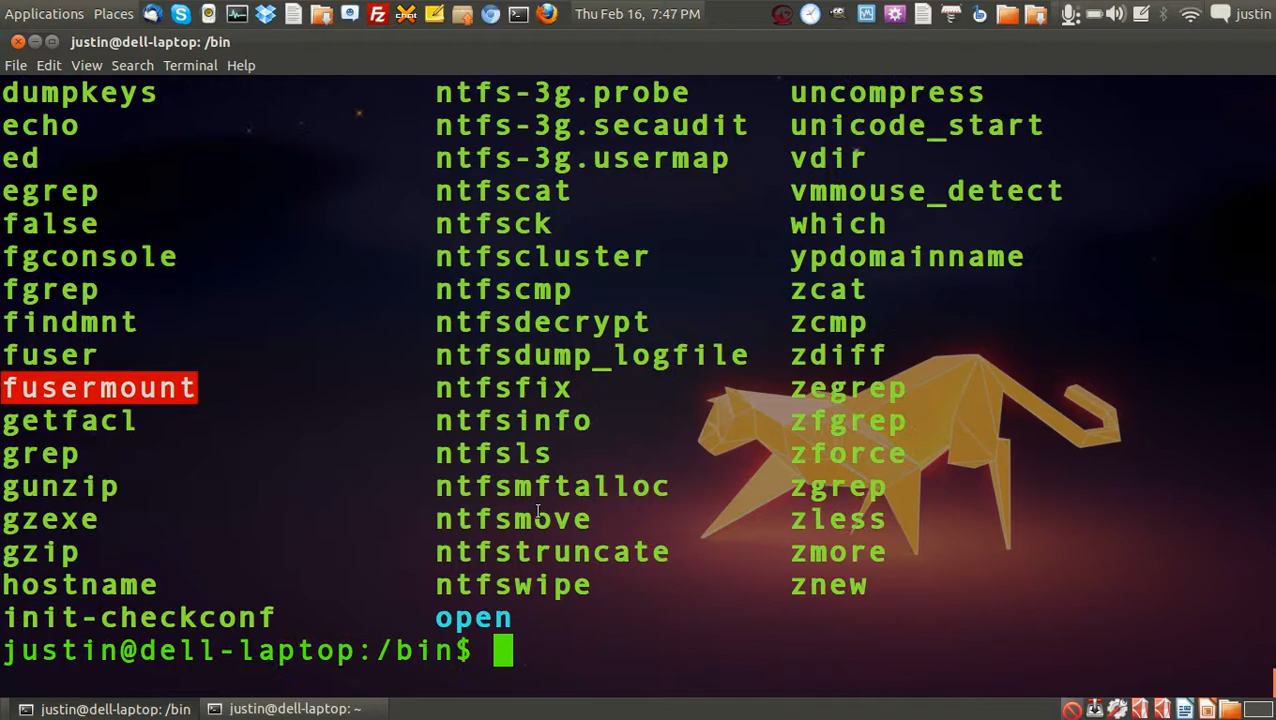 Applications Places Thu Feb 16, 7:47 PM justin
justin@dell-laptop: /bin
File Edit View Search Terminal Help
dumpkeys ntfs-3g.probe uncompress
echo ntfs-3g.secaudit unicode_start
ed ntfs-3g.usermap vdir
egrep ntfscat vmmouse_detect
false ntfsck which
fgconsole ntfscluster ypdomainname
fgrep ntfscmp zcat
findmnt ntfsdecrypt zcmp
fuser ntfsdump_logfile zdiff
fusermount ntfsfix zegrep
getfacl ntfsinfo zfgrep
grep ntfsls zforce
gunzip ntfsmftalloc zgrep
gzexe ntfsmove zless
gzip ntfstruncate zmore
hostname ntfswipe znew
init-checkconf open
justin@dell-laptop:/bin$
justin@dell-laptop: /bin justin@dell-laptop: ~